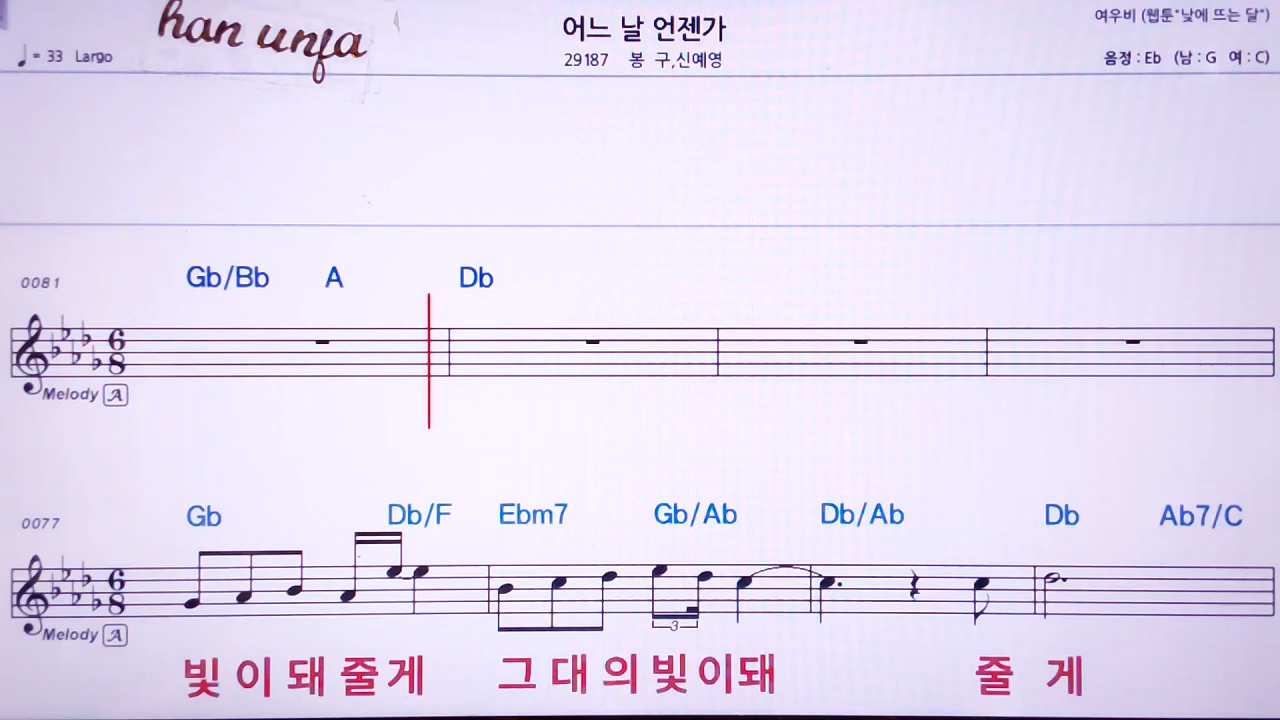 han unja
어느 날 언젠가
여우비 (웹툰"낮에 뜨는 달")
♩= 33 Largo
29187 봉 구,신예영
음정 : Eb (남 : G 여 : C)
0081 Gb/Bb A Db
6 8
Melody A
0077 Gb Db/F Ebm7 Gb/Ab Db/Ab Db Ab7/C
6 8
3
Melody A
빛 이 돼 줄 게 그 대 의 빛 이 돼 줄 게